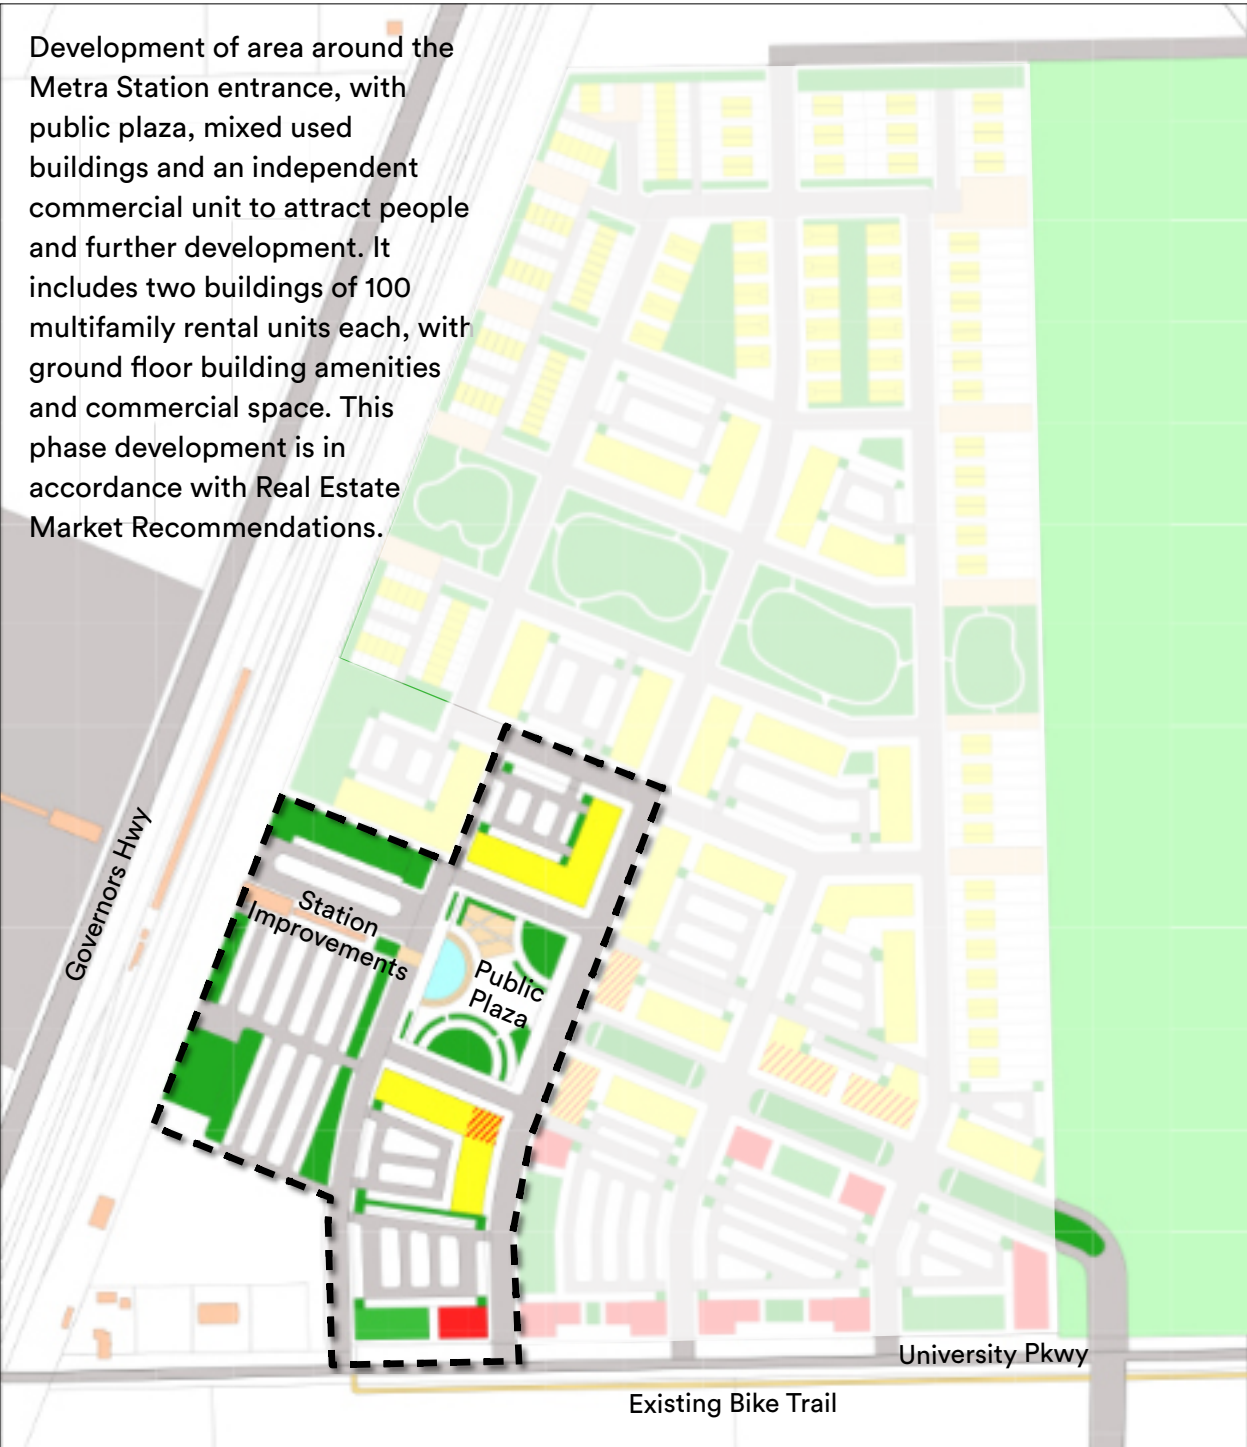 Development of area around the
Metra Station entrance, with
public plaza, mixed used
buildings and an independent
commercial unit to attract people
and further development. It
includes two buildings of 100
multifamily rental units each, with
ground floor building amenities
and commercial space. This
phase development is in
accordance with Real Estate
Market Recommendations.
Governors Hwy
Station
Improvements
Public
Plaza
University Pkwy
Existing Bike Trail